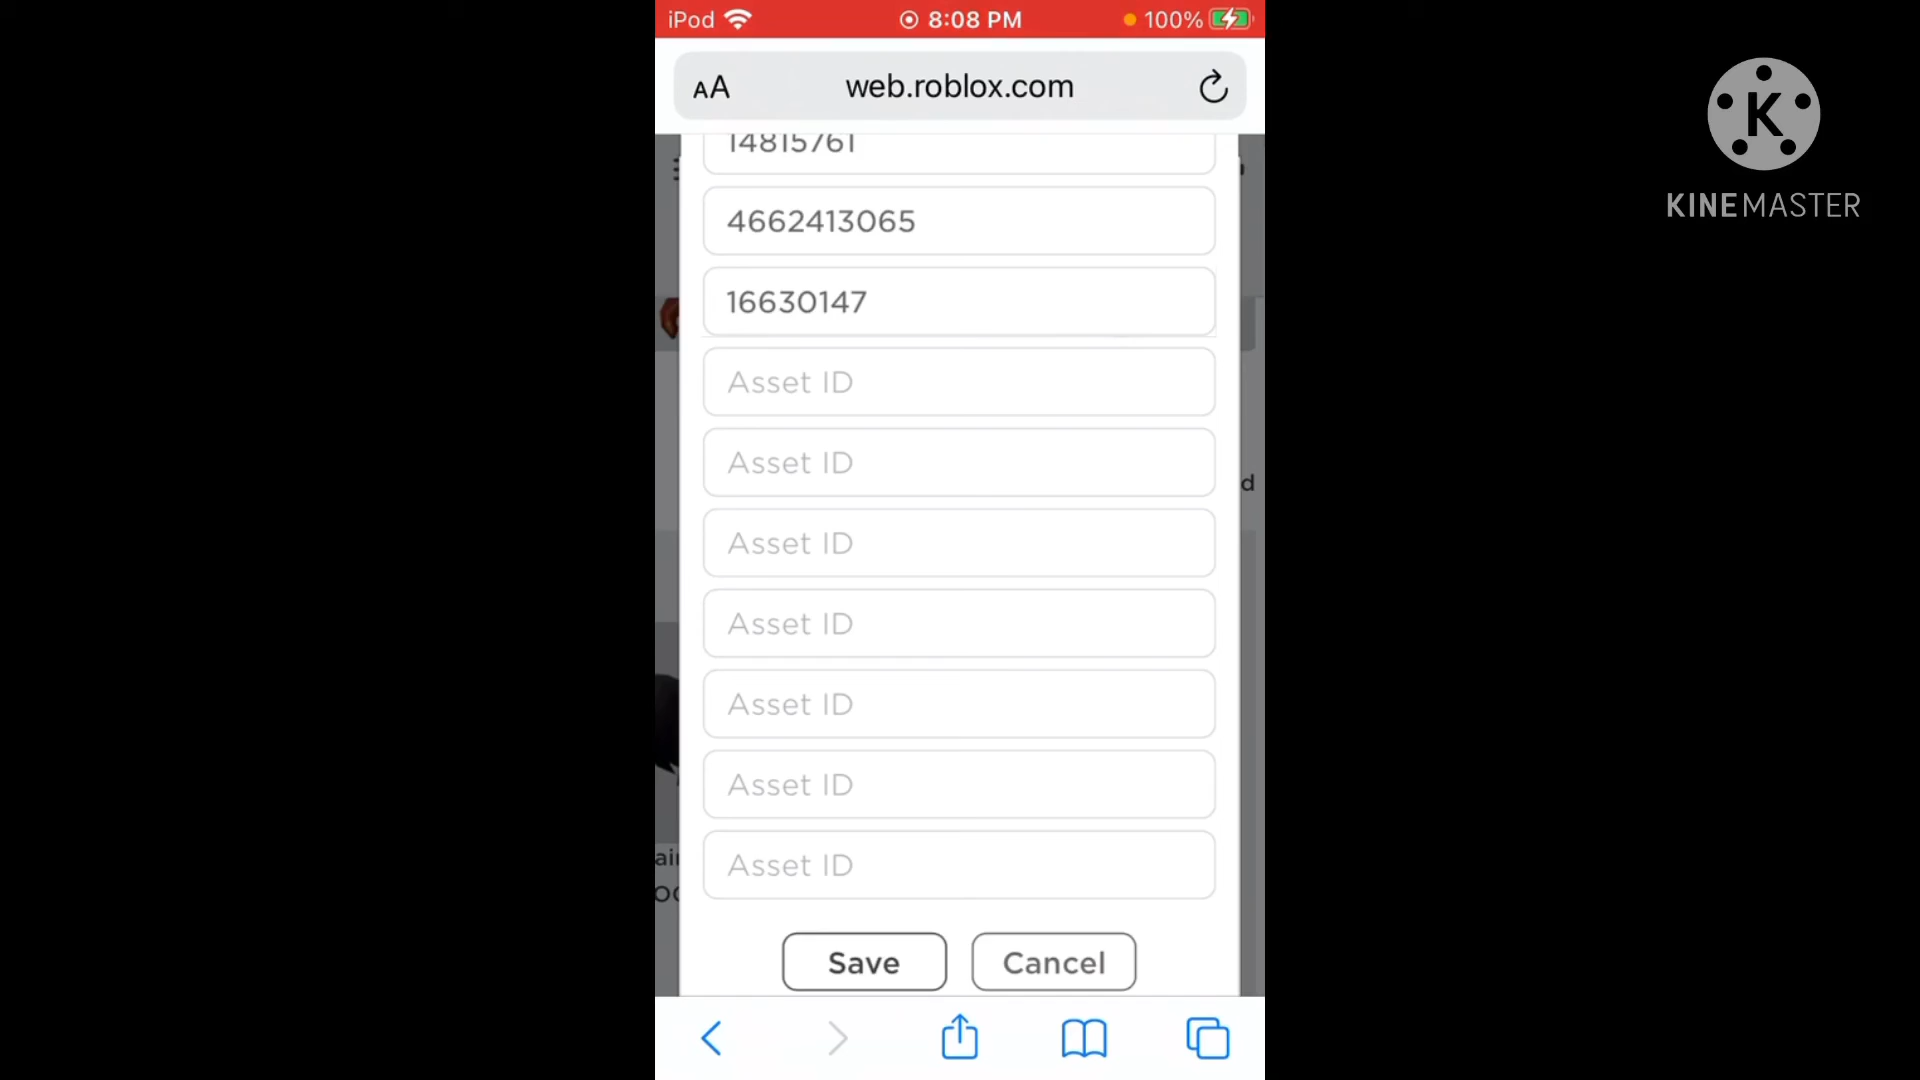 iPod 8:08 PM 100%
AA web.roblox.com
K
KINEMASTER
14815761
4662413065
16630147
Asset ID
Asset ID
d
Asset ID
Asset ID
Asset ID
Asset ID
Asset ID
Save Cancel